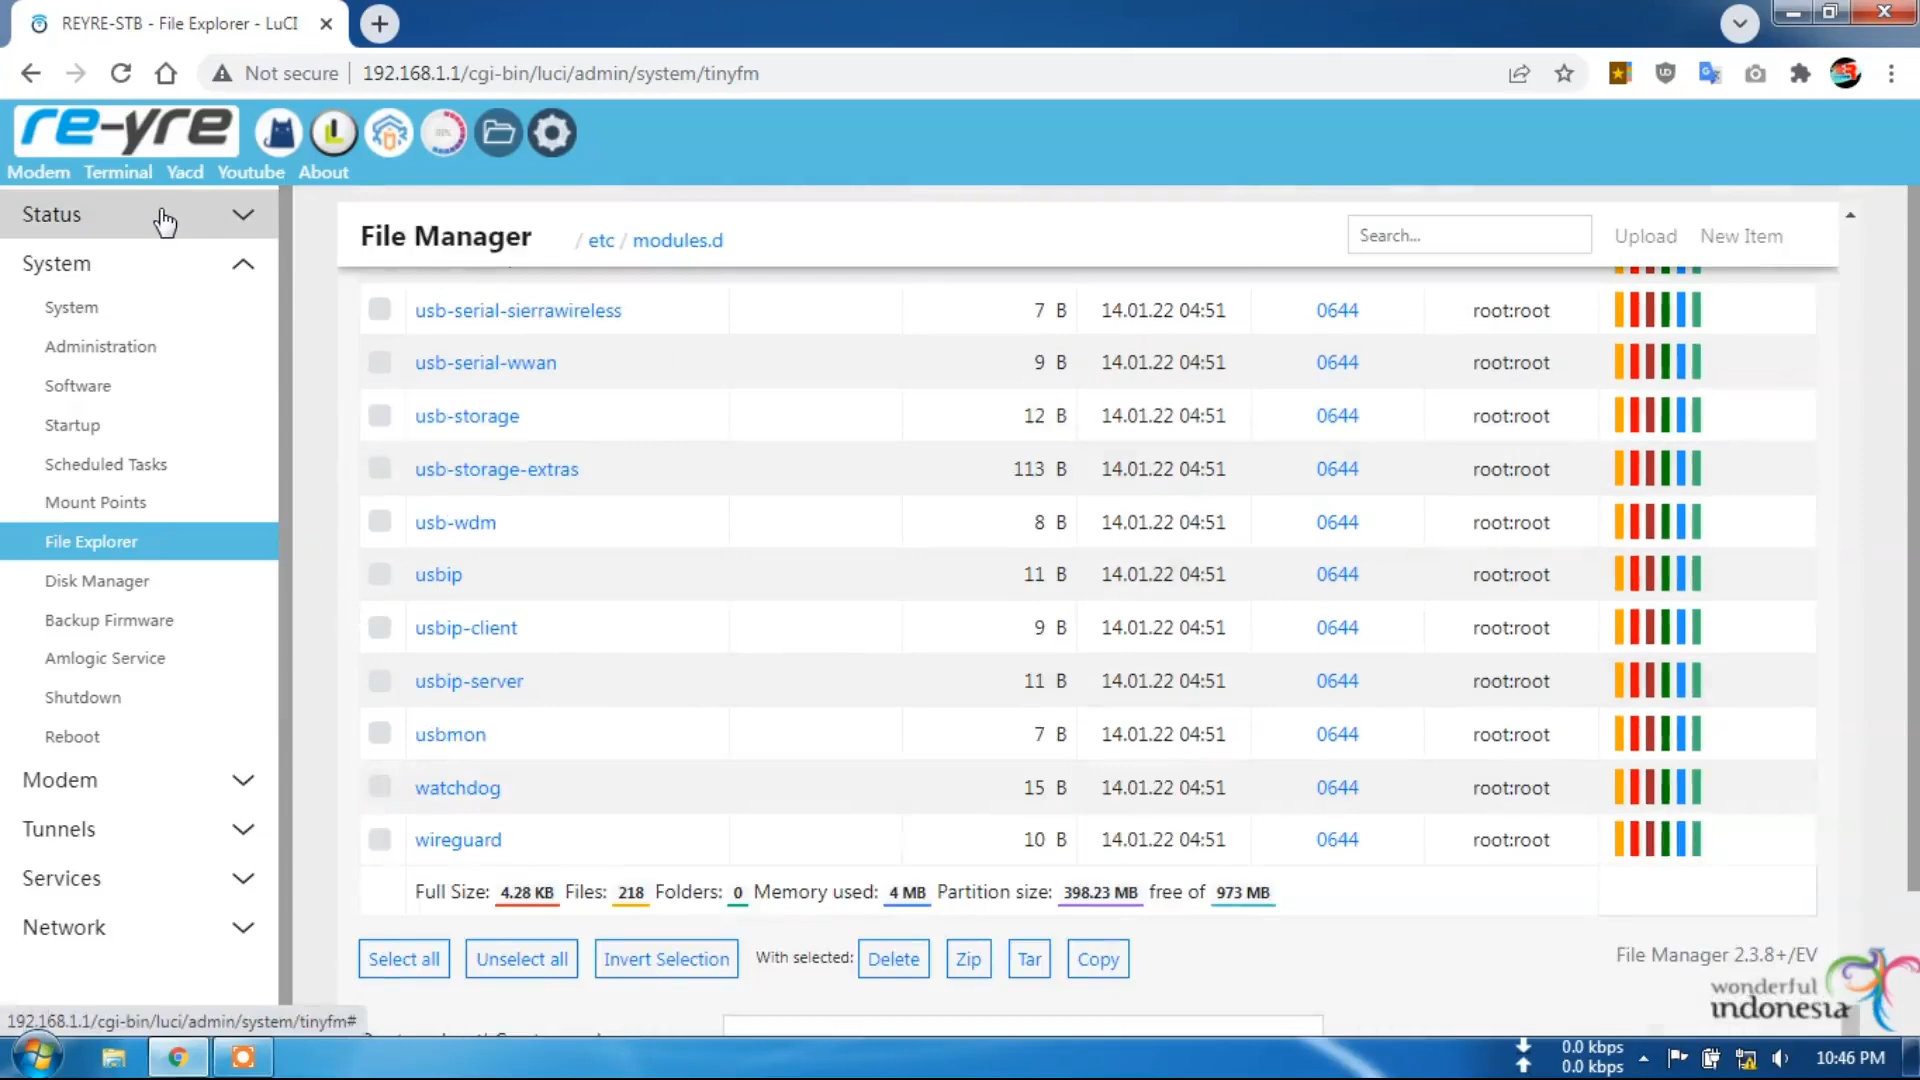 REYRE-STB - File Explorer - LuCI
Not secure 192.168.1.1/cgi-bin/luci/admin/system/tinyfm
re-yre
Modem Terminal Yacd Youtube About
Status
System
System
Administration
Software
Startup
Scheduled Tasks
Mount Points
File Explorer
Disk Manager
Backup Firmware
Amlogic Service
Shutdown
Reboot
Modem
Tunnels
Services
Network
File Manager / etc / modules.d Search... Upload New Item
usb-serial-sierrawireless 7 B 14.01.22 04:51 0644 root:root
usb-serial-wwan 9 B 14.01.22 04:51 0644 root:root
usb-storage 12 B 14.01.22 04:51 0644 root:root
usb-storage-extras 113 B 14.01.22 04:51 0644 root:root
usb-wdm 8 B 14.01.22 04:51 0644 root:root
usbip 11 B 14.01.22 04:51 0644 root:root
usbip-client 9 B 14.01.22 04:51 0644 root:root
usbip-server 11 B 14.01.22 04:51 0644 root:root
usbmon 7 B 14.01.22 04:51 0644 root:root
watchdog 15 B 14.01.22 04:51 0644 root:root
wireguard 10 B 14.01.22 04:51 0644 root:root
Full Size: 4.28 KB Files: 218 Folders: 0 Memory used: 4 MB Partition size: 398.23 MB free of 973 MB
Select all Unselect all Invert Selection With selected: Delete Zip Tar Copy
File Manager 2.3.8+/EV
wonderful
indonesia
192.168.1.1/cgi-bin/luci/admin/system/tinyfm#
0.0 kbps
0.0 kbps
10:46 PM